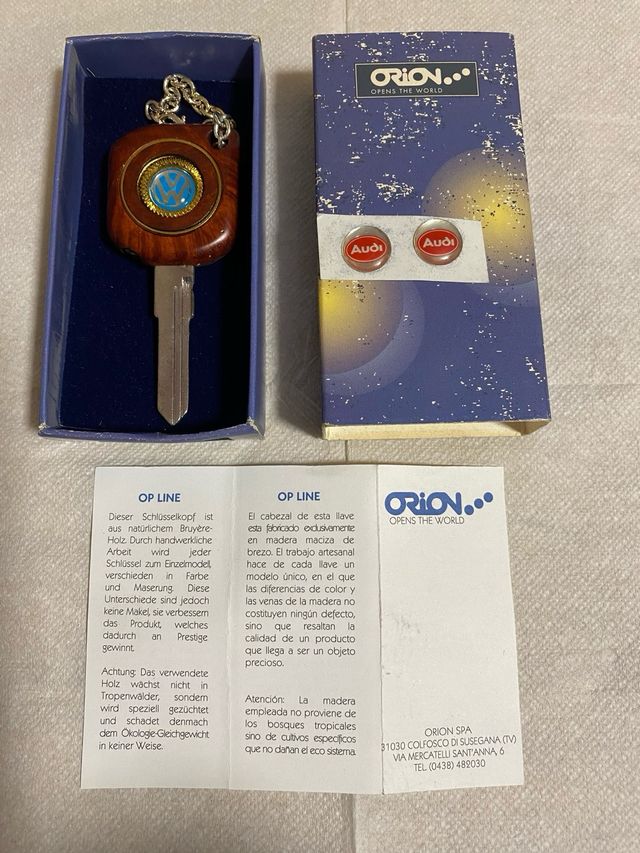 ORION
OPENS THE WORLD
VW
Audi
Audi
OP LINE
Dieser Schlüsselkopf ist
aus natürlichem Bruyère-
Holz. Durch handwerkliche
Arbeit wird jeder
Schlüssel zum Einzelmodell,
verschieden in Farbe
und Maserung. Diese
Unterschiede sind jedoch
keine Makel, sie verbessern
das Produkt, welches
dadurch an Prestige
gewinnt.
Achtung: Das verwendete
Holz wächst nicht in
Tropenwälder, sondern
wird speziell gezüchtet
und schadet denmach
dem Ökologie-Gleichgewicht
in keiner Weise.
OP LINE
El cabezal de esta llave
esta fabricado exclusivamente
en madera maciza de
brezo. El trabajo artesanal
hace de cada llave un
modelo único, en el que
las diferencias de color y
las venas de la madera no
costituyen ningún defecto,
sino que resaltan la
calidad de un producto
que llega a ser un objeto
precioso.
Atención: La madera
empleada no proviene de
los bosques tropicales
sino de cultivos específicos
que no dañan el eco sistema.
ORION
OPENS THE WORLD
ORION SPA
31030 COLFOSCO DI SUSEGANA (TV)
VIA MERCATELLI SANT'ANNA, 6
TEL. (0438) 482030